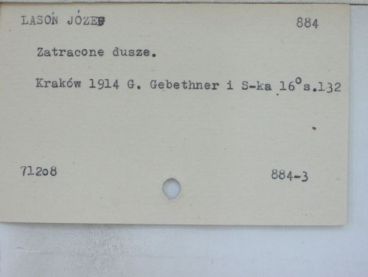 LASOŃ JÓZEF 884
Zatracone dusze.
Kraków 1914 G. Gebethner i S-ka 16° s.132
71208 884-3